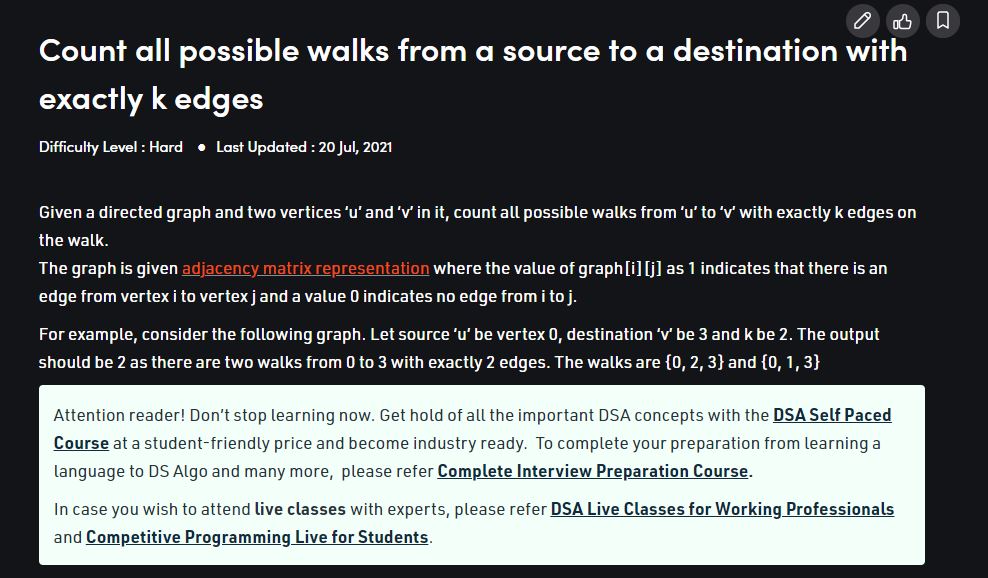 Count all possible walks from a source to a destination with
exactly k edges
Difficulty Level : Hard ● Last Updated : 20 Jul, 2021
Given a directed graph and two vertices ‘u’ and ‘v’ in it, count all possible walks from ‘u’ to ‘v’ with exactly k edges on
the walk.
The graph is given adjacency matrix representation where the value of graph[i][j] as 1 indicates that there is an
edge from vertex i to vertex j and a value 0 indicates no edge from i to j.
For example, consider the following graph. Let source ‘u’ be vertex 0, destination ‘v’ be 3 and k be 2. The output
should be 2 as there are two walks from 0 to 3 with exactly 2 edges. The walks are {0, 2, 3} and {0, 1, 3}
Attention reader! Don’t stop learning now. Get hold of all the important DSA concepts with the DSA Self Paced
Course at a student-friendly price and become industry ready.  To complete your preparation from learning a
language to DS Algo and many more,  please refer Complete Interview Preparation Course.
In case you wish to attend live classes with experts, please refer DSA Live Classes for Working Professionals
and Competitive Programming Live for Students.